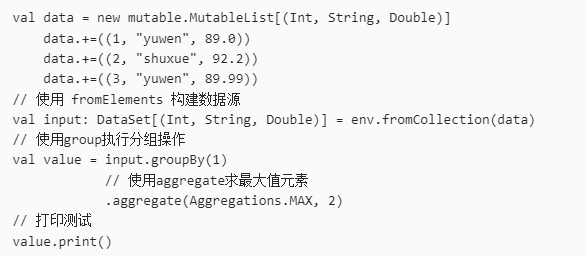 val data = new mutable.MutableList[(Int, String, Double)]
data.+=((1, "yuwen", 89.0))
data.+=((2, "shuxue", 92.2))
data.+=((3, "yuwen", 89.99))
// 使用 fromElements 构建数据源
val input: DataSet[(Int, String, Double)] = env.fromCollection(data)
// 使用group执行分组操作
val value = input.groupBy(1)
// 使用aggregate求最大值元素
.aggregate(Aggregations.MAX, 2)
// 打印测试
value.print()